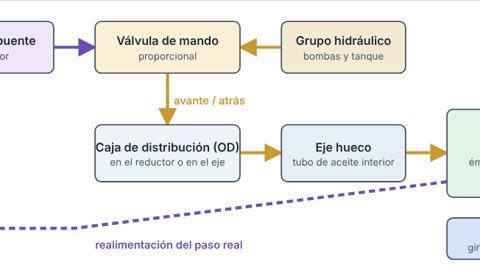 puente
or
Válvula de mando
proporcional
Grupo hidráulico
bombas y tanque
avante / atrás
Caja de distribución (OD)
en el reductor o en el eje
Eje hueco
tubo de aceite interior
ém
realimentación del paso real
gir